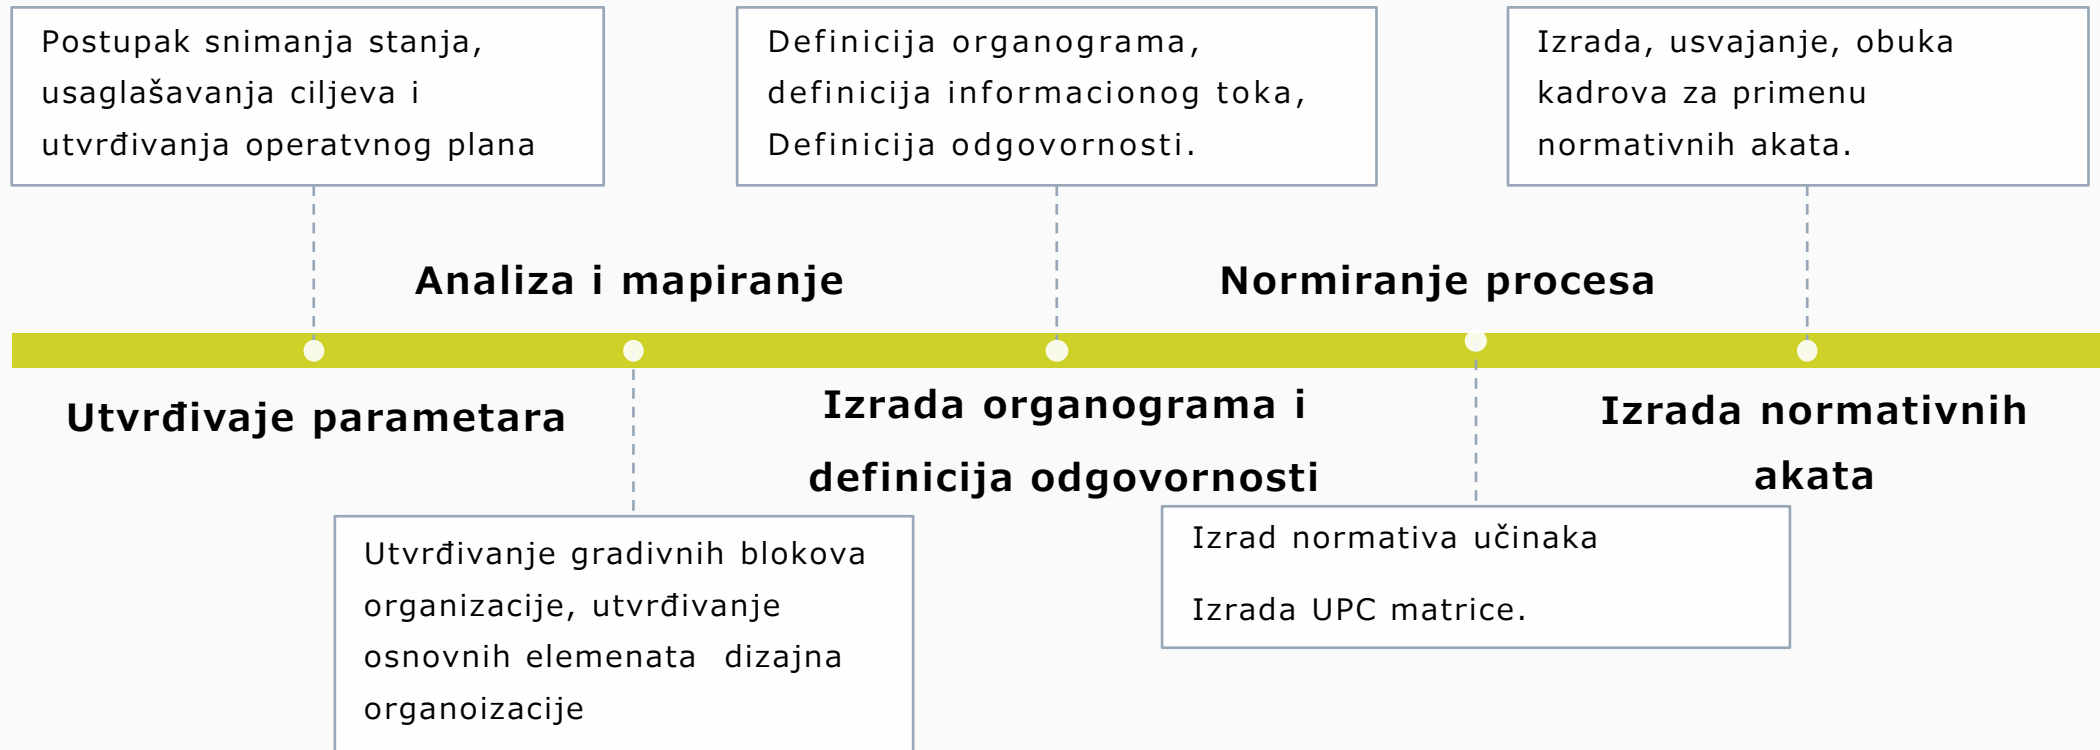 Postupak snimanja stanja,
usaglašavanja ciljeva i
utvrđivanja operatvnog plana
Definicija organograma,
definicija informacionog toka,
Definicija odgovornosti.
Izrada, usvajanje, obuka
kadrova za primenu
normativnih akata.
Analiza i mapiranje
Normiranje procesa
Utvrđivaje parametara
Izrada organograma i
definicija odgovornosti
Izrada normativnih
akata
Utvrđivanje gradivnih blokova
organizacije, utvrđivanje
osnovnih elemenata dizajna
organoizacije
Izrad normativa učinaka
Izrada UPC matrice.